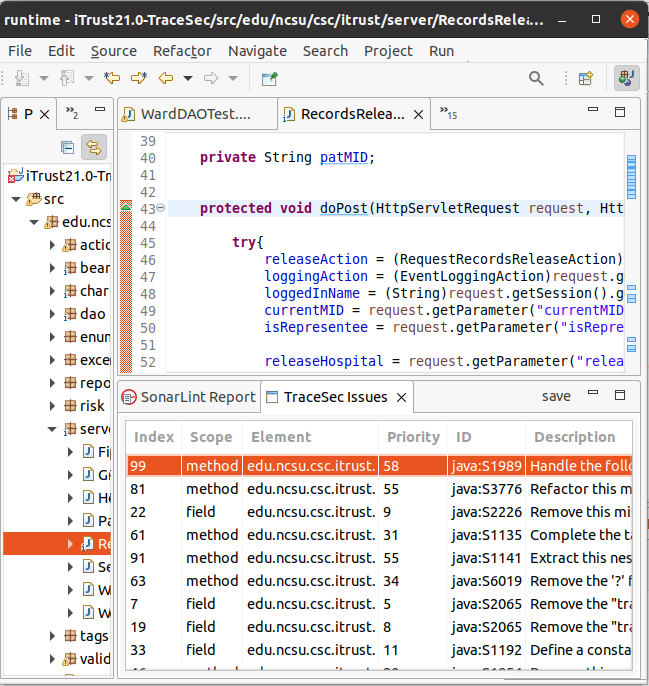 runtime - iTrust21.0-TraceSec/src/edu/ncsu/csc/itrust/server/RecordsRelea...
File Edit Source Refactor Navigate Search Project Run
P
2
iTrust21.0-Tr
src
edu.ncs
action
bean
char
dao
enum
excep
repo
risk
serve
Fi
Ge
He
Pa
Re
Se
W
W
tags
valid
WardDAOTest....
RecordsRelea...
15
39
40 private String patMID;
41
42
43 protected void doPost(HttpServletRequest request, Htt
44
45 try{
46 releaseAction = (RequestRecordsReleaseAction)
47 loggingAction = (EventLoggingAction)request.g
48 loggedInName = (String)request.getSession().g
49 currentMID = request.getParameter("currentMID
50 isRepresentee = request.getParameter("isRepre
51
52 releaseHospital = request.getParameter("relea
SonarLint Report
TraceSec Issues
save
Index Scope Element Priority ID Description
99 method edu.ncsu.csc.itrust. 58 java:S1989 Handle the follo
81 method edu.ncsu.csc.itrust. 55 java:S3776 Refactor this m
22 field edu.ncsu.csc.itrust. 9 java:S2226 Remove this mi
61 method edu.ncsu.csc.itrust. 31 java:S1135 Complete the ta
91 method edu.ncsu.csc.itrust. 55 java:S1141 Extract this nes
63 method edu.ncsu.csc.itrust. 34 java:S6019 Remove the '?' f
7 field edu.ncsu.csc.itrust. 5 java:S2065 Remove the "tra
19 field edu.ncsu.csc.itrust. 8 java:S2065 Remove the "tra
33 field edu.ncsu.csc.itrust. 11 java:S1192 Define a consta